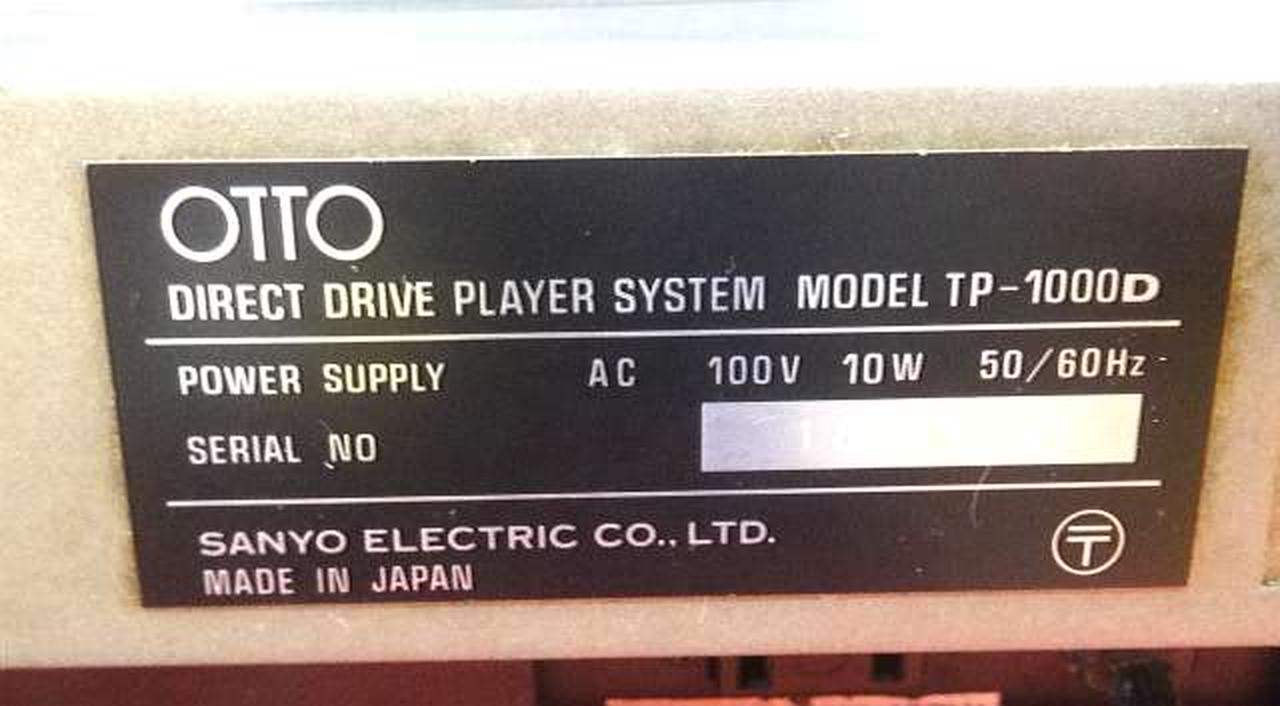 OTTO
DIRECT DRIVE PLAYER SYSTEM MODEL TP-1000D
POWER SUPPLY AC 100V 10W 50/60Hz
SERIAL NO
SANYO ELECTRIC CO., LTD.
MADE IN JAPAN